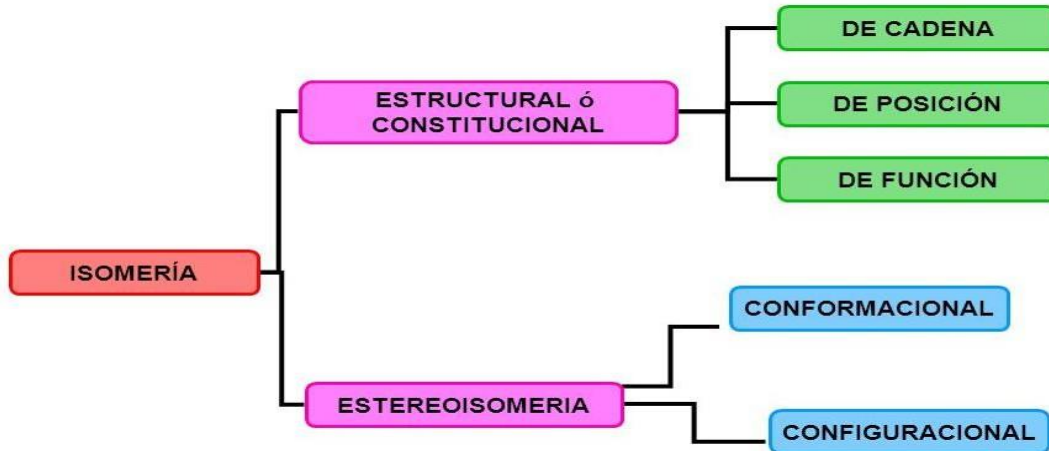 DE CADENA
ESTRUCTURAL ó
CONSTITUCIONAL
DE POSICIÓN
DE FUNCIÓN
ISOMERÍA
CONFORMACIONAL
ESTEREOISOMERIA
CONFIGURACIONAL